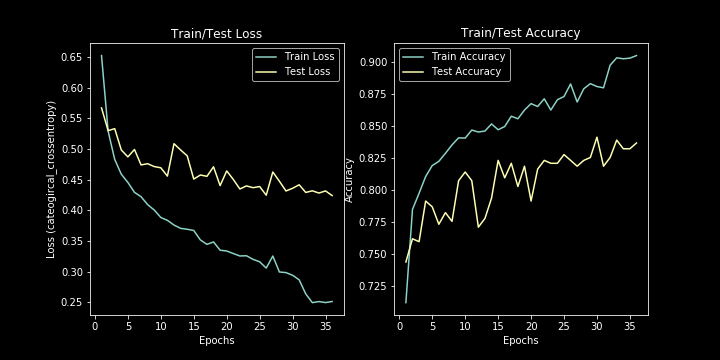 Train/Test Loss
Train Loss
Test Loss
0.65
0.60
0.55
0.50
0.45
0.40
0.35
0.30
0.25
Loss (cateogircal_crossentropy)
0 5 10 15 20 25 30 35
Epochs
Train/Test Accuracy
Train Accuracy
Test Accuracy
0.900
0.875
0.850
0.825
0.800
0.775
0.750
0.725
Accuracy
0 5 10 15 20 25 30 35
Epochs